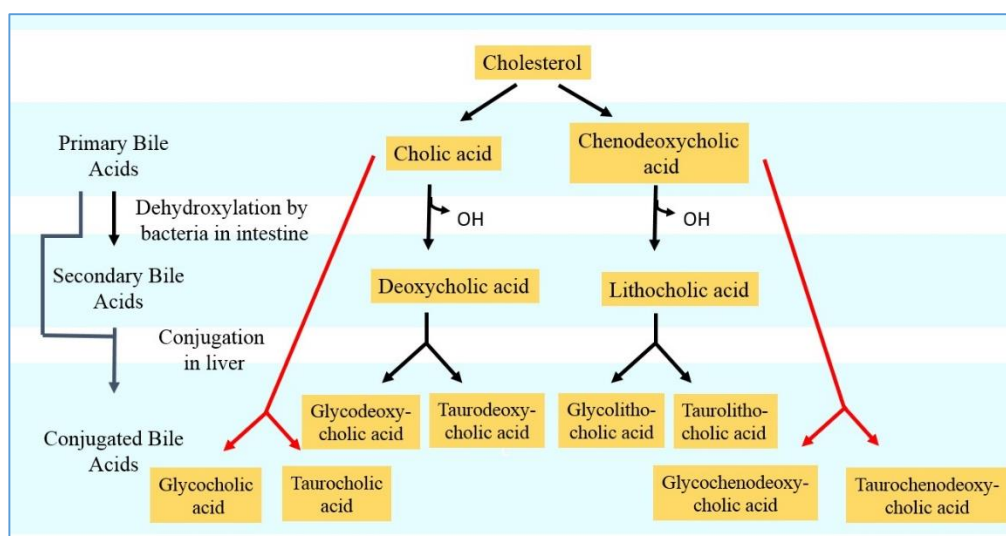 Cholesterol
Primary Bile
Acids
Cholic acid
Chenodeoxycholic
acid
Dehydroxylation by
bacteria in intestine
OH
OH
Secondary Bile
Acids
Deoxycholic acid
Lithocholic acid
Conjugation
in liver
Conjugated Bile
Acids
Glycodeoxy-
cholic acid
Taurodeoxy-
cholic acid
Glycolitho-
cholic acid
Taurolitho-
cholic acid
Glycocholic
acid
Taurocholic
acid
Glycochenodeoxy-
cholic acid
Taurochenodeoxy-
cholic acid